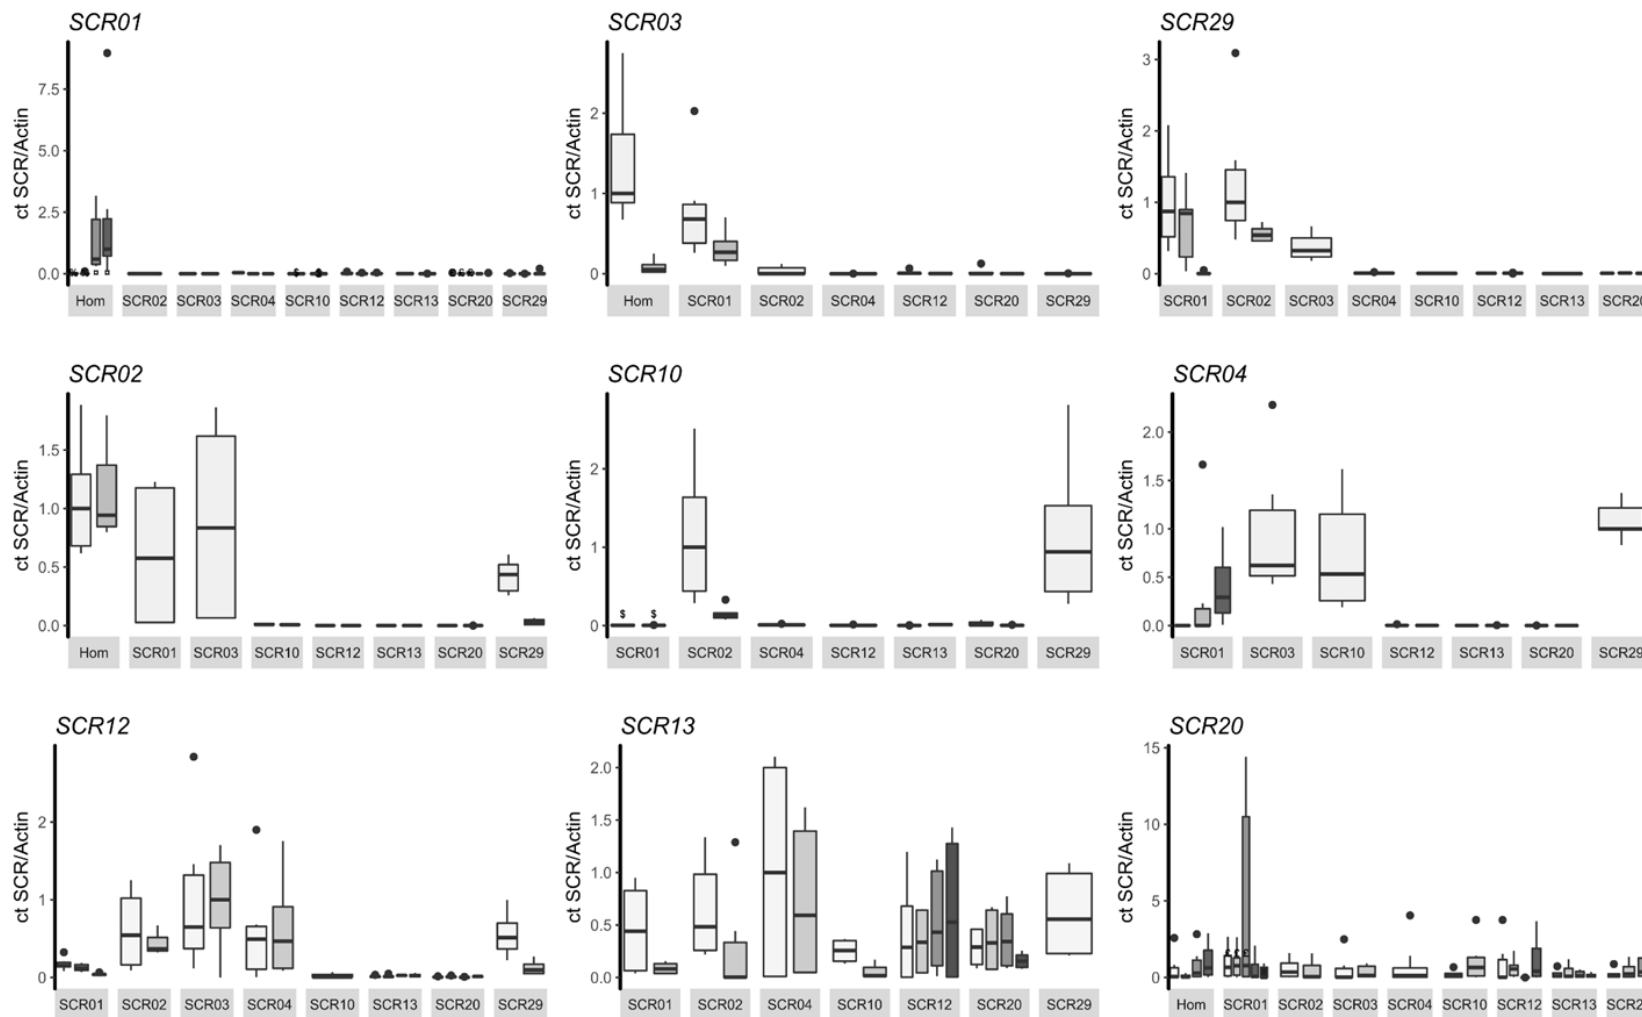 SCR01
SCR03
SCR29
ct SCR/Actin
7.5
5.0
2.5
0.0
Hom SCR02 SCR03 SCR04 SCR10 SCR12 SCR13 SCR20 SCR29
ct SCR/Actin
2
1
0
Hom SCR01 SCR02 SCR04 SCR12 SCR20 SCR29
ct SCR/Actin
3
2
1
0
SCR01 SCR02 SCR03 SCR04 SCR10 SCR12 SCR13 SCR20
SCR02
SCR10
SCR04
ct SCR/Actin
1.5
1.0
0.5
0.0
Hom SCR01 SCR03 SCR10 SCR12 SCR13 SCR20 SCR29
ct SCR/Actin
2
1
0
$ $
SCR01 SCR02 SCR04 SCR12 SCR13 SCR20 SCR29
ct SCR/Actin
2.0
1.5
1.0
0.5
0.0
SCR01 SCR03 SCR10 SCR12 SCR13 SCR20 SCR29
SCR12
SCR13
SCR20
ct SCR/Actin
2
1
0
SCR01 SCR02 SCR03 SCR04 SCR10 SCR13 SCR20 SCR29
ct SCR/Actin
2.0
1.5
1.0
0.5
0.0
SCR01 SCR02 SCR04 SCR10 SCR12 SCR20 SCR29
ct SCR/Actin
15
10
5
0
Hom SCR01 SCR02 SCR03 SCR04 SCR10 SCR12 SCR13 SCR2